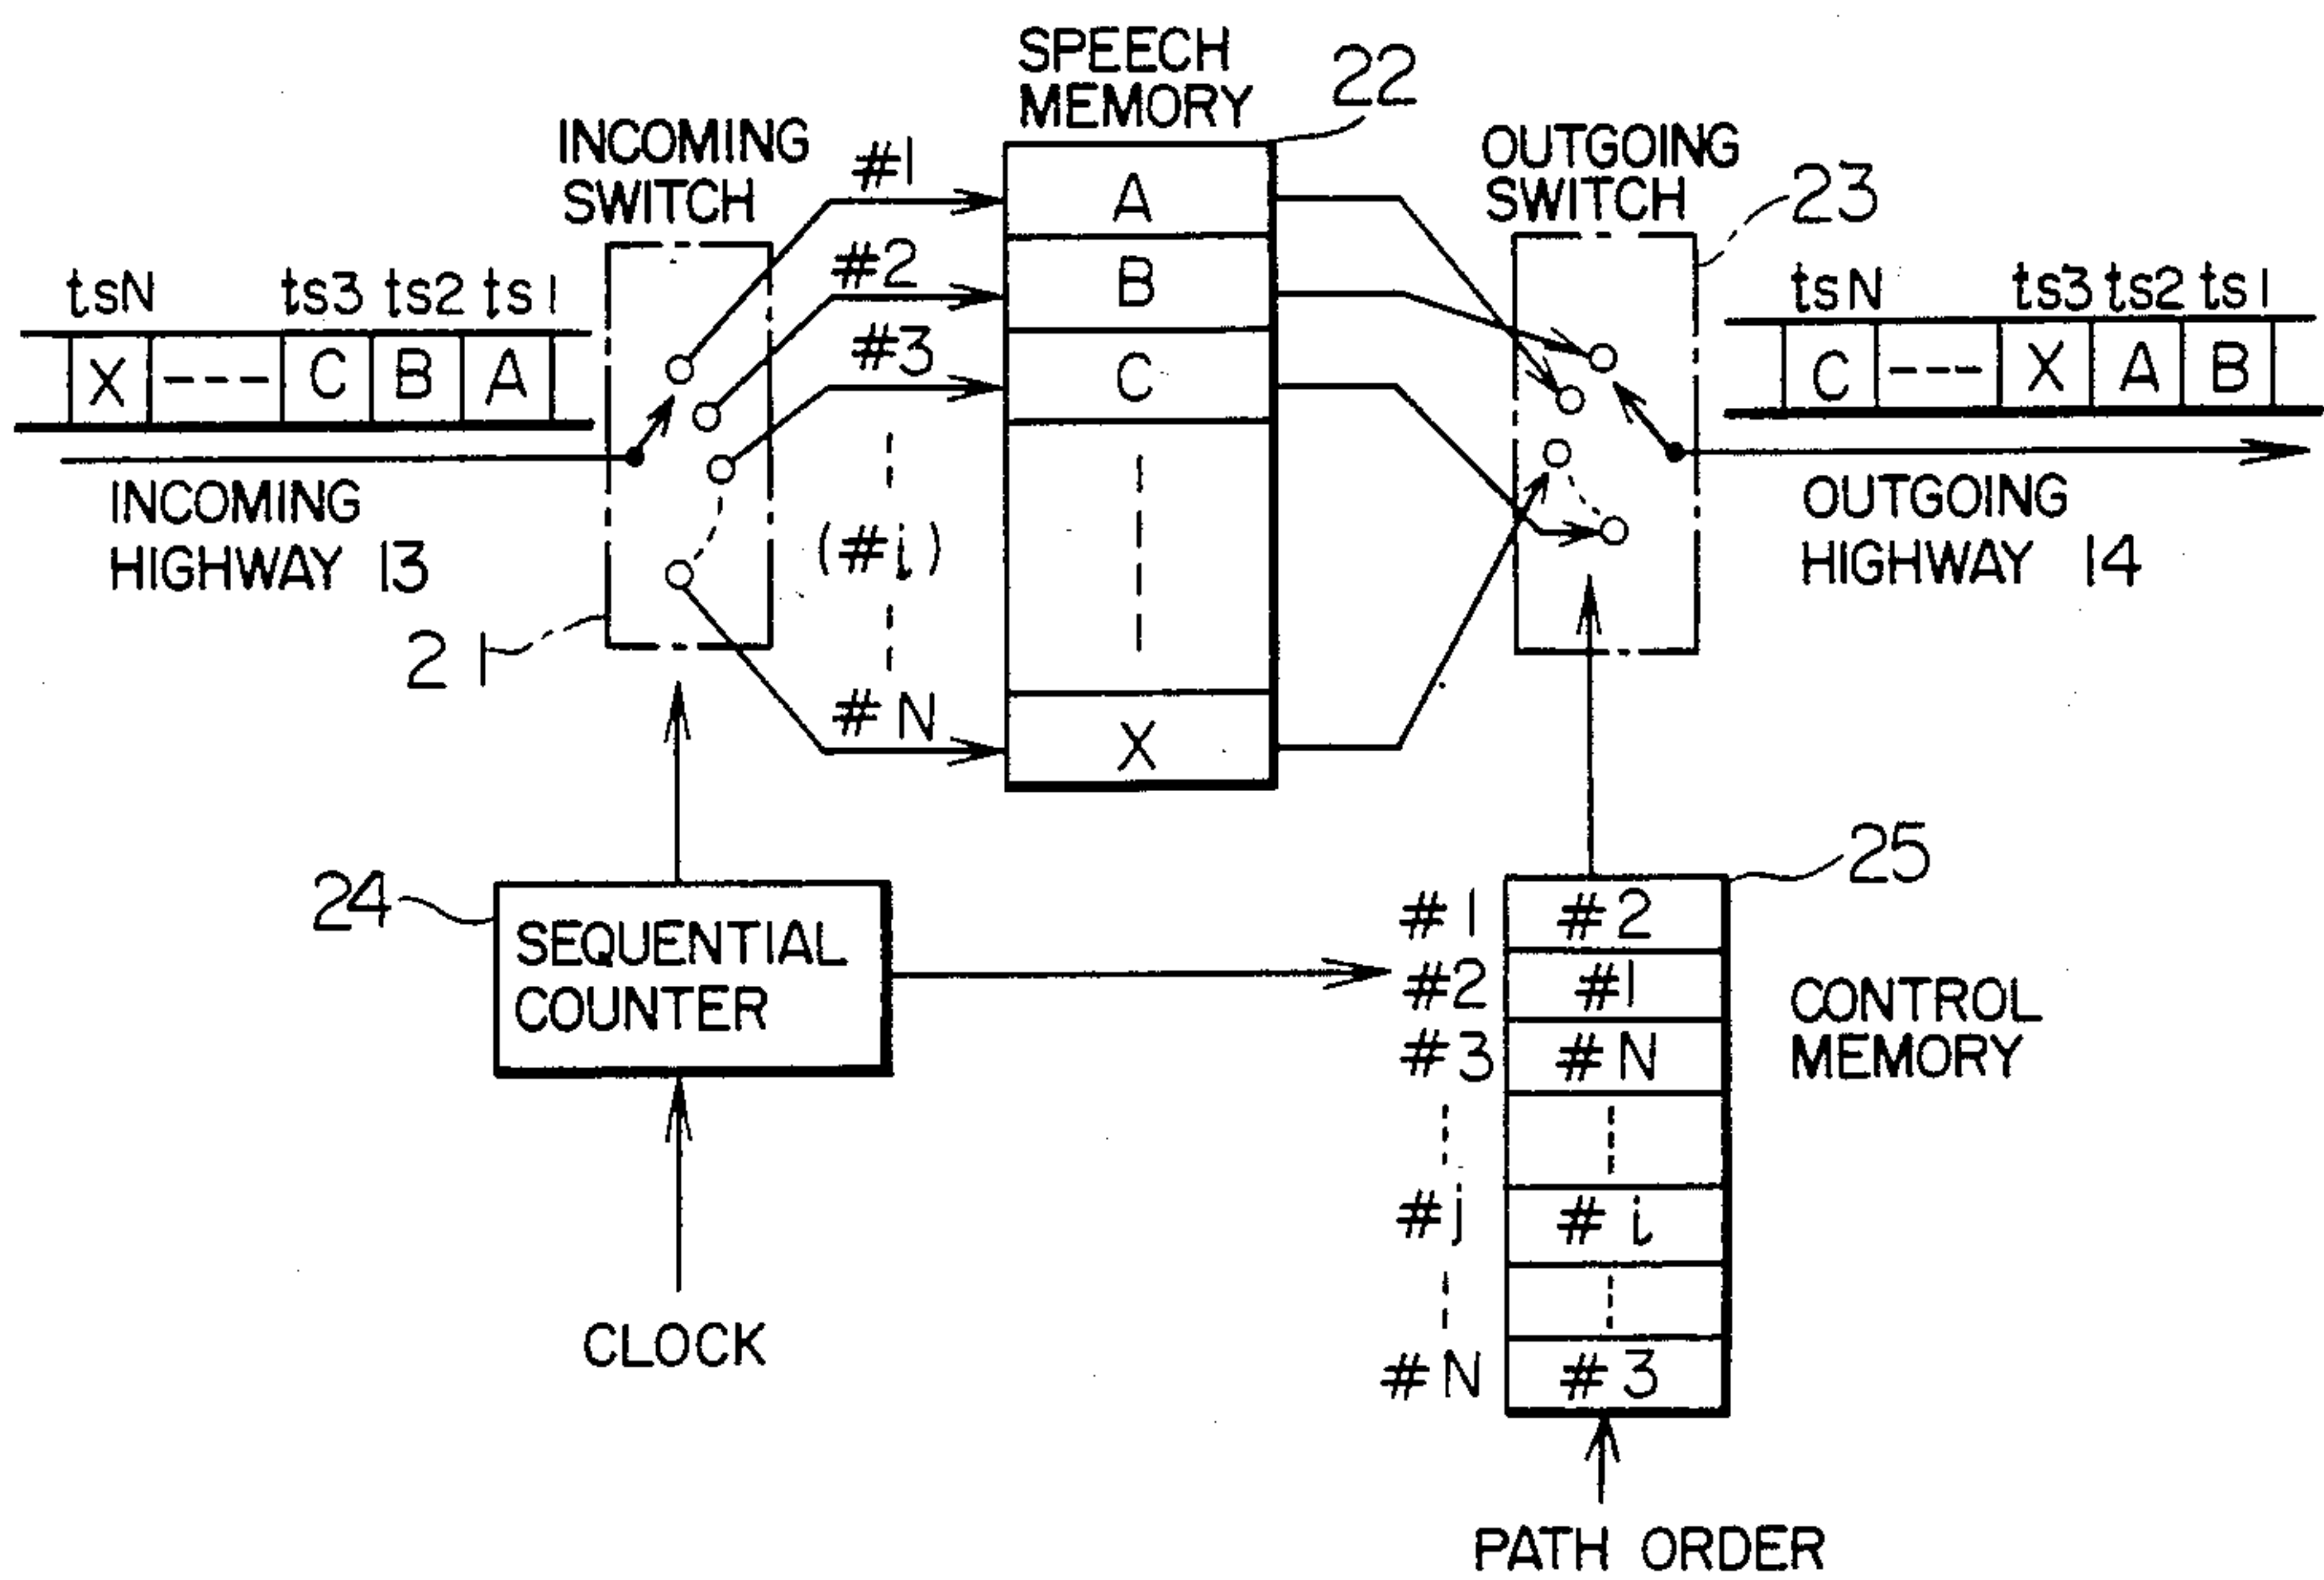 SPEECH
MEMORY
22
INCOMING
SWITCH
OUTGOING
SWITCH
23
#1
#2
#3
(#i)
#N
tsN ts3 ts2 ts1
X --- C B A
INCOMING
HIGHWAY 13
21
A
B
C
X
tsN ts3 ts2 ts1
C --- X A B
OUTGOING
HIGHWAY 14
24
SEQUENTIAL
COUNTER
CLOCK
25
#1 #2
#2 #1
#3 #N
#j #i
#N #3
CONTROL
MEMORY
PATH ORDER